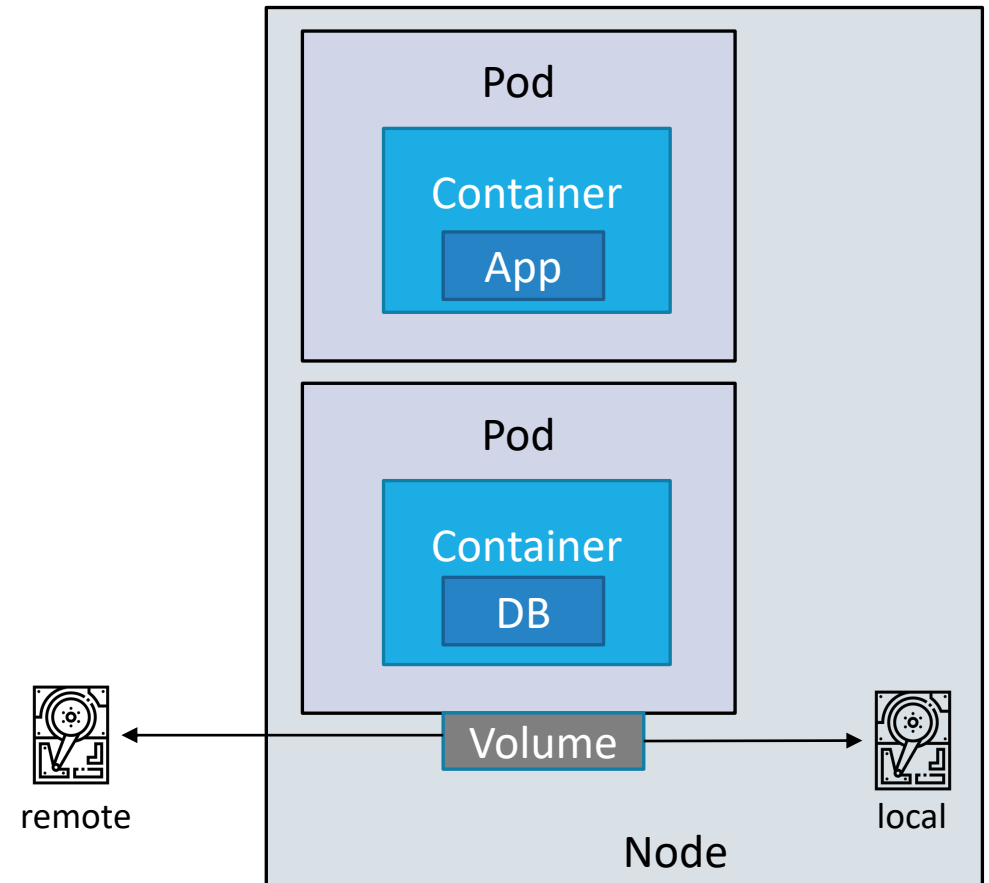 Pod
Container
App
Pod
Container
DB
Volume
remote
local
Node